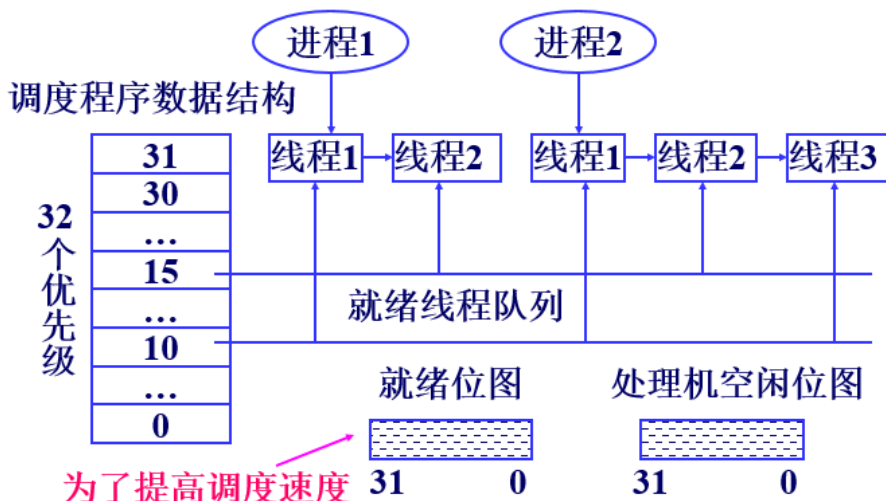 进程1 进程2
调度程序数据结构
31 线程1 线程2 线程1 线程2 线程3
30
32个优先级
...
15
就绪线程队列
...
10
就绪位图 处理机空闲位图
...
0
为了提高调度速度 31 0 31 0